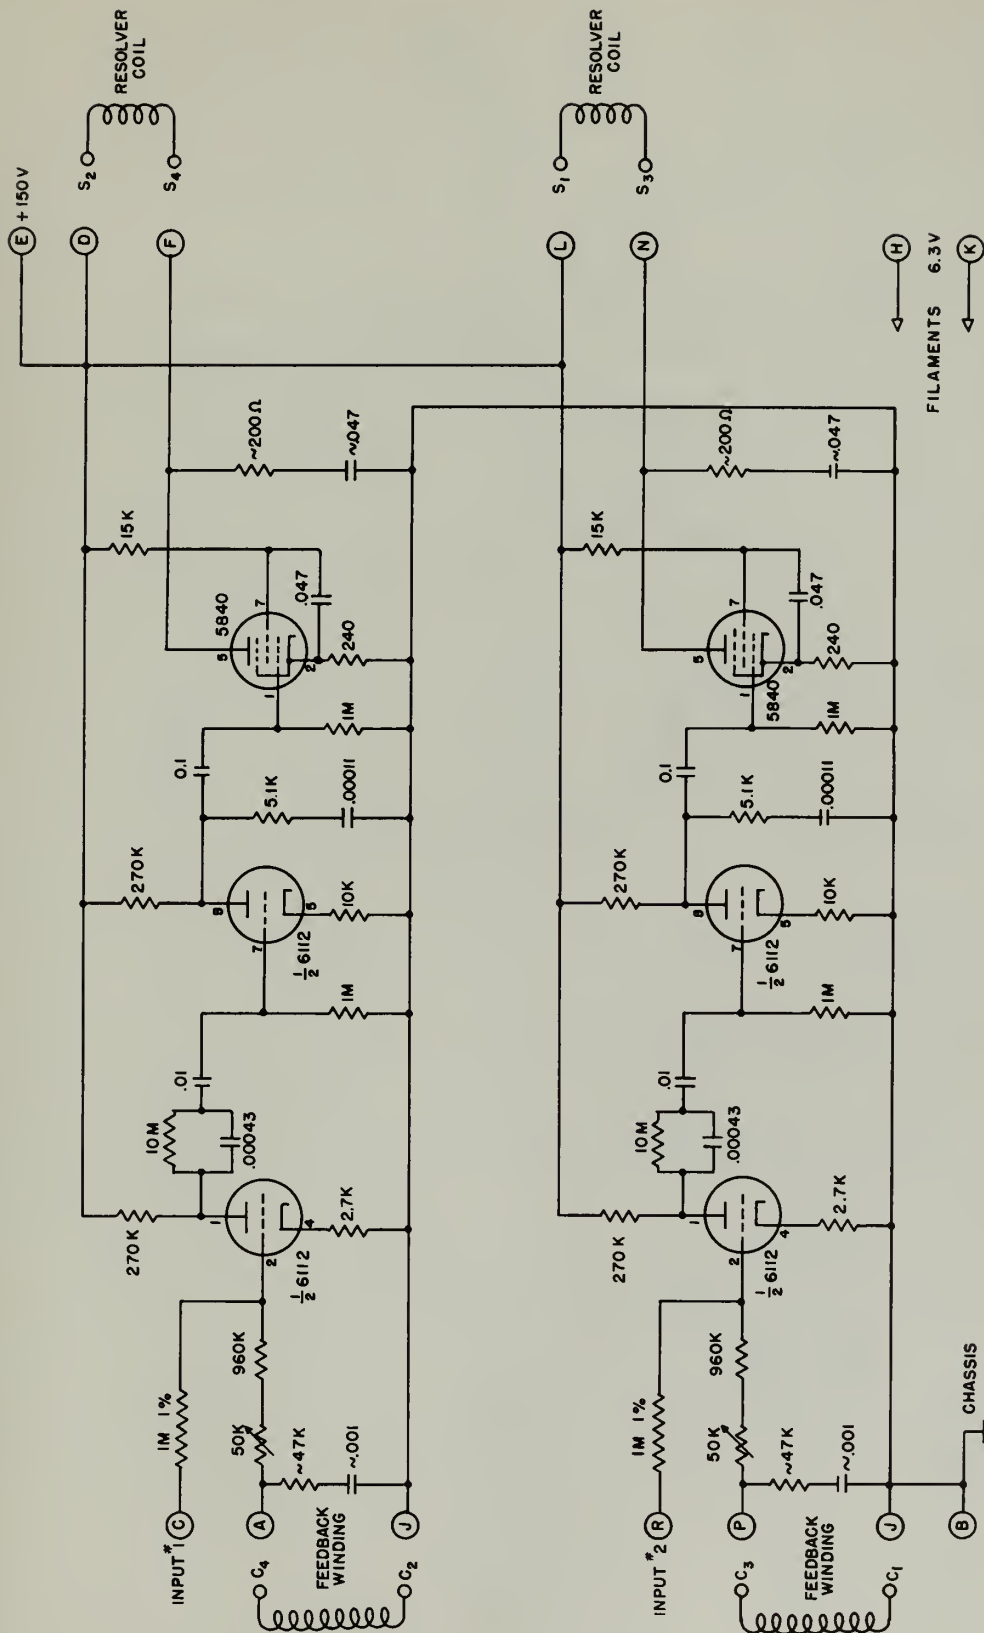 E +150V
D
S2
S4
RESOLVER
COIL
F
~200Ω
~.047
15K
.047
5840
5
7
1
2
240
1M
0.1
5.1K
.00011
270K
7
5
10K
1/2 6112
1M
.01
10M
.00043
270K
1
2
4
2.7K
1/2 6112
960K
50K
1M 1%
~47K
~.001
INPUT #1 C
A
J
C4
C2
FEEDBACK
WINDING
L
N
S1
S3
RESOLVER
COIL
~200Ω
~.047
15K
.047
5840
5
7
1
2
240
1M
0.1
5.1K
.00011
270K
7
5
10K
1/2 6112
1M
.01
10M
.00043
270K
1
2
4
2.7K
1/2 6112
960K
50K
1M 1%
~47K
~.001
INPUT #2 R
P
J
C3
C1
FEEDBACK
WINDING
B
CHASSIS
H
FILAMENTS 6.3V
K